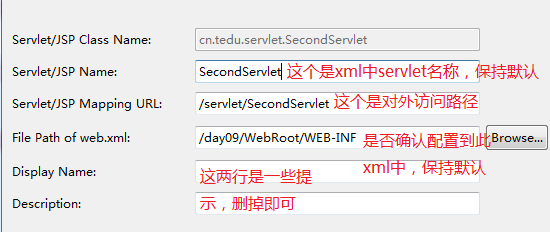 Servlet/JSP Class Name: cn.tedu.servlet.SecondServlet
Servlet/JSP Name: SecondServlet 这个是xml中servlet名称，保持默认
Servlet/JSP Mapping URL: /servlet/SecondServlet 这个是对外访问路径
File Path of web.xml: /day09/WebRoot/WEB-INF 是否确认配置到此 Browse...
xml中，保持默认
Display Name: 这两行是一些提
Description: 示，删掉即可